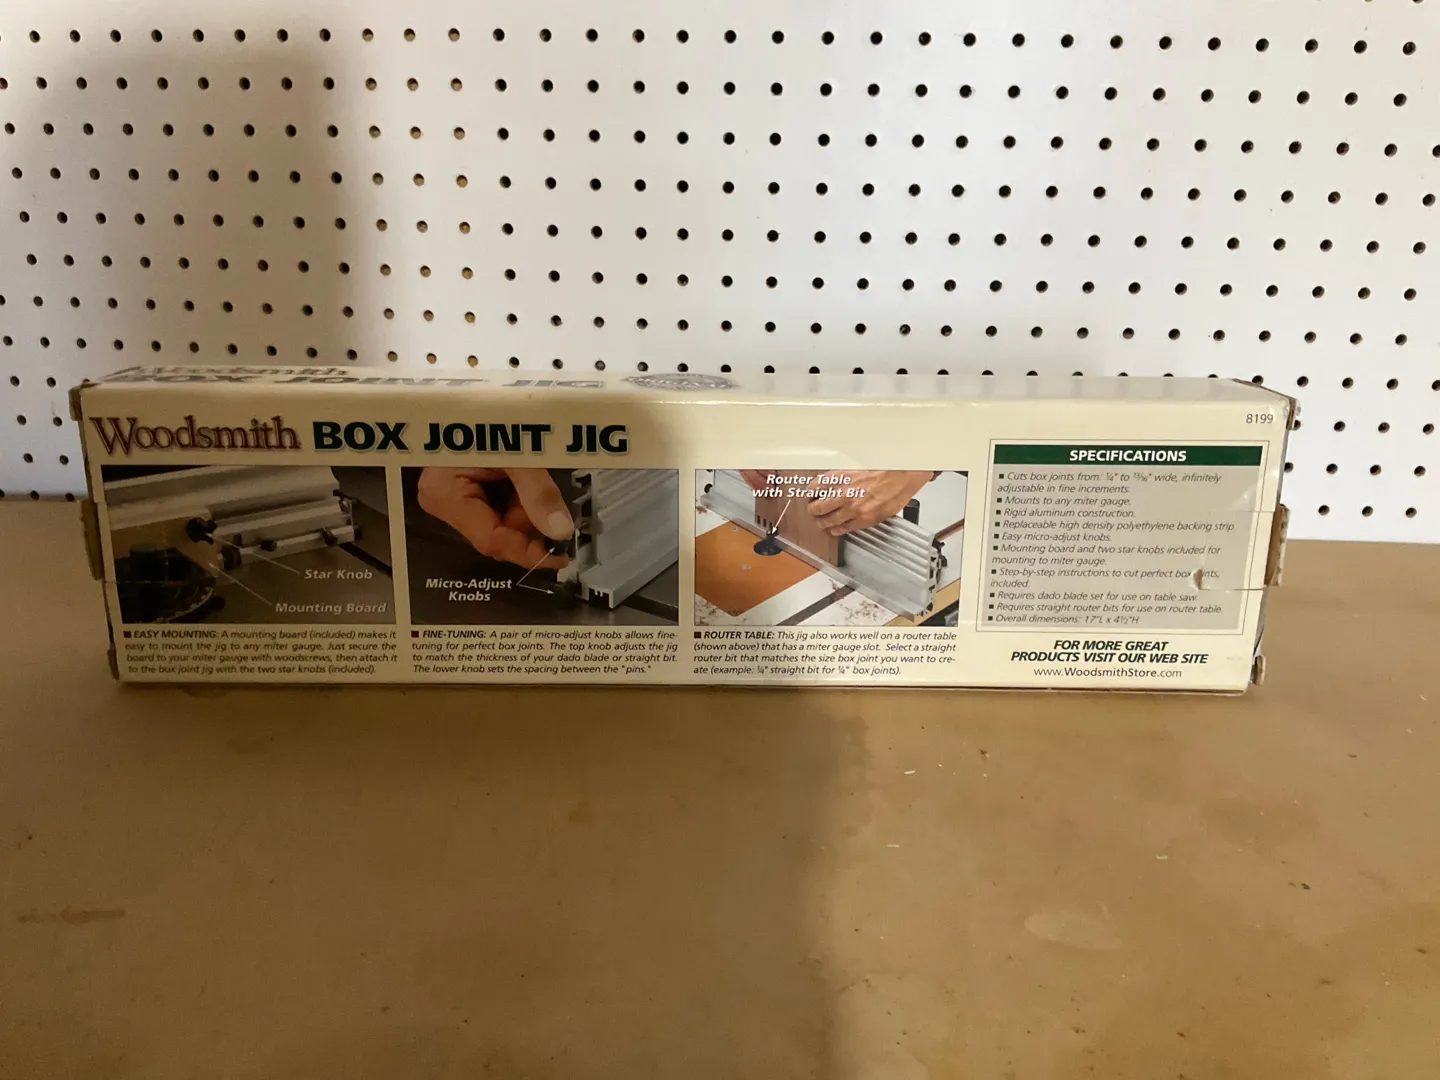 Woodsmith
BOX JOINT JIG
Woodsmith BOX JOINT JIG
8199
Star Knob
Mounting Board
■ EASY MOUNTING: A mounting board (included) makes it
easy to mount the jig to any miter gauge. Just secure the
board to your miter gauge with woodscrews, then attach it
to the box joint jig with the two star knobs (included).
Micro-Adjust
Knobs
■ FINE-TUNING: A pair of micro-adjust knobs allows fine-
tuning for perfect box joints. The top knob adjusts the jig
to match the thickness of your dado blade or straight bit.
The lower knob sets the spacing between the "pins."
Router Table
with Straight Bit
■ ROUTER TABLE: This jig also works well on a router table
(shown above) that has a miter gauge slot. Select a straight
router bit that matches the size box joint you want to cre-
ate (example: ¼" straight bit for ¼" box joints).
SPECIFICATIONS
■ Cuts box joints from: ¼" to wide, infinitely
adjustable in fine increments.
■ Mounts to any miter gauge.
■ Rigid aluminum construction.
■ Replaceable high density polyethylene backing strip.
■ Easy micro-adjust knobs.
■ Mounting board and two star knobs included for
mounting to miter gauge.
■ Step-by-step instructions to cut perfect box ints,
included.
■ Requires dado blade set for use on table saw.
■ Requires straight router bits for use on router table.
■ Overall dimensions: 17"L x 4½"H
FOR MORE GREAT
PRODUCTS VISIT OUR WEB SITE
www.WoodsmithStore.com